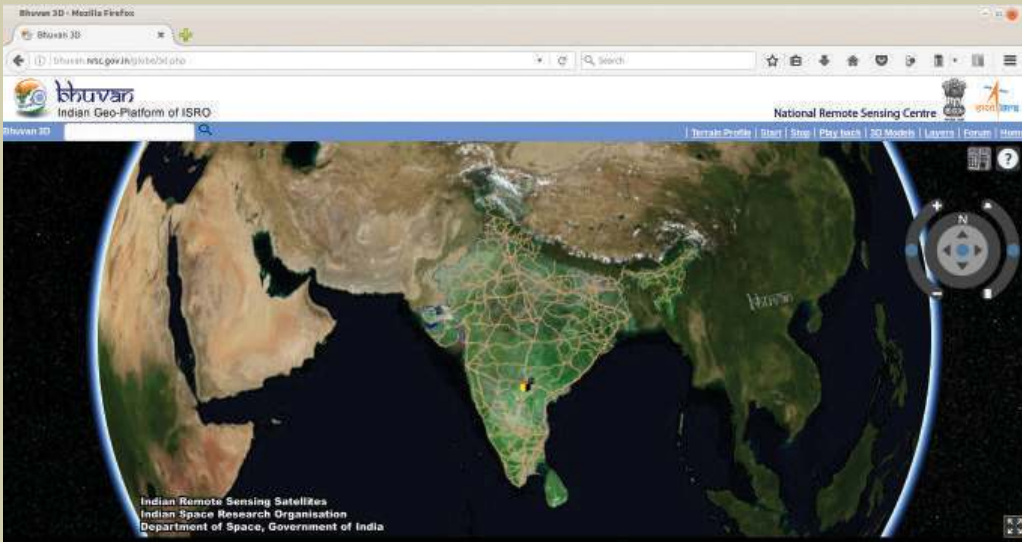 Bhuvan 3D - Mozilla Firefox
Bhuvan 3D
bhuvan.nrsc.gov.in/globe/3d.php
Search
bhuvan
Indian Geo-Platform of ISRO
National Remote Sensing Centre
Bhuvan 3D
| Terrain Profile | Start | Stop | Play back | 3D Models | Layers | Forum | Home
?
N
bhuvan
Indian Remote Sensing Satellites
Indian Space Research Organisation
Department of Space, Government of India